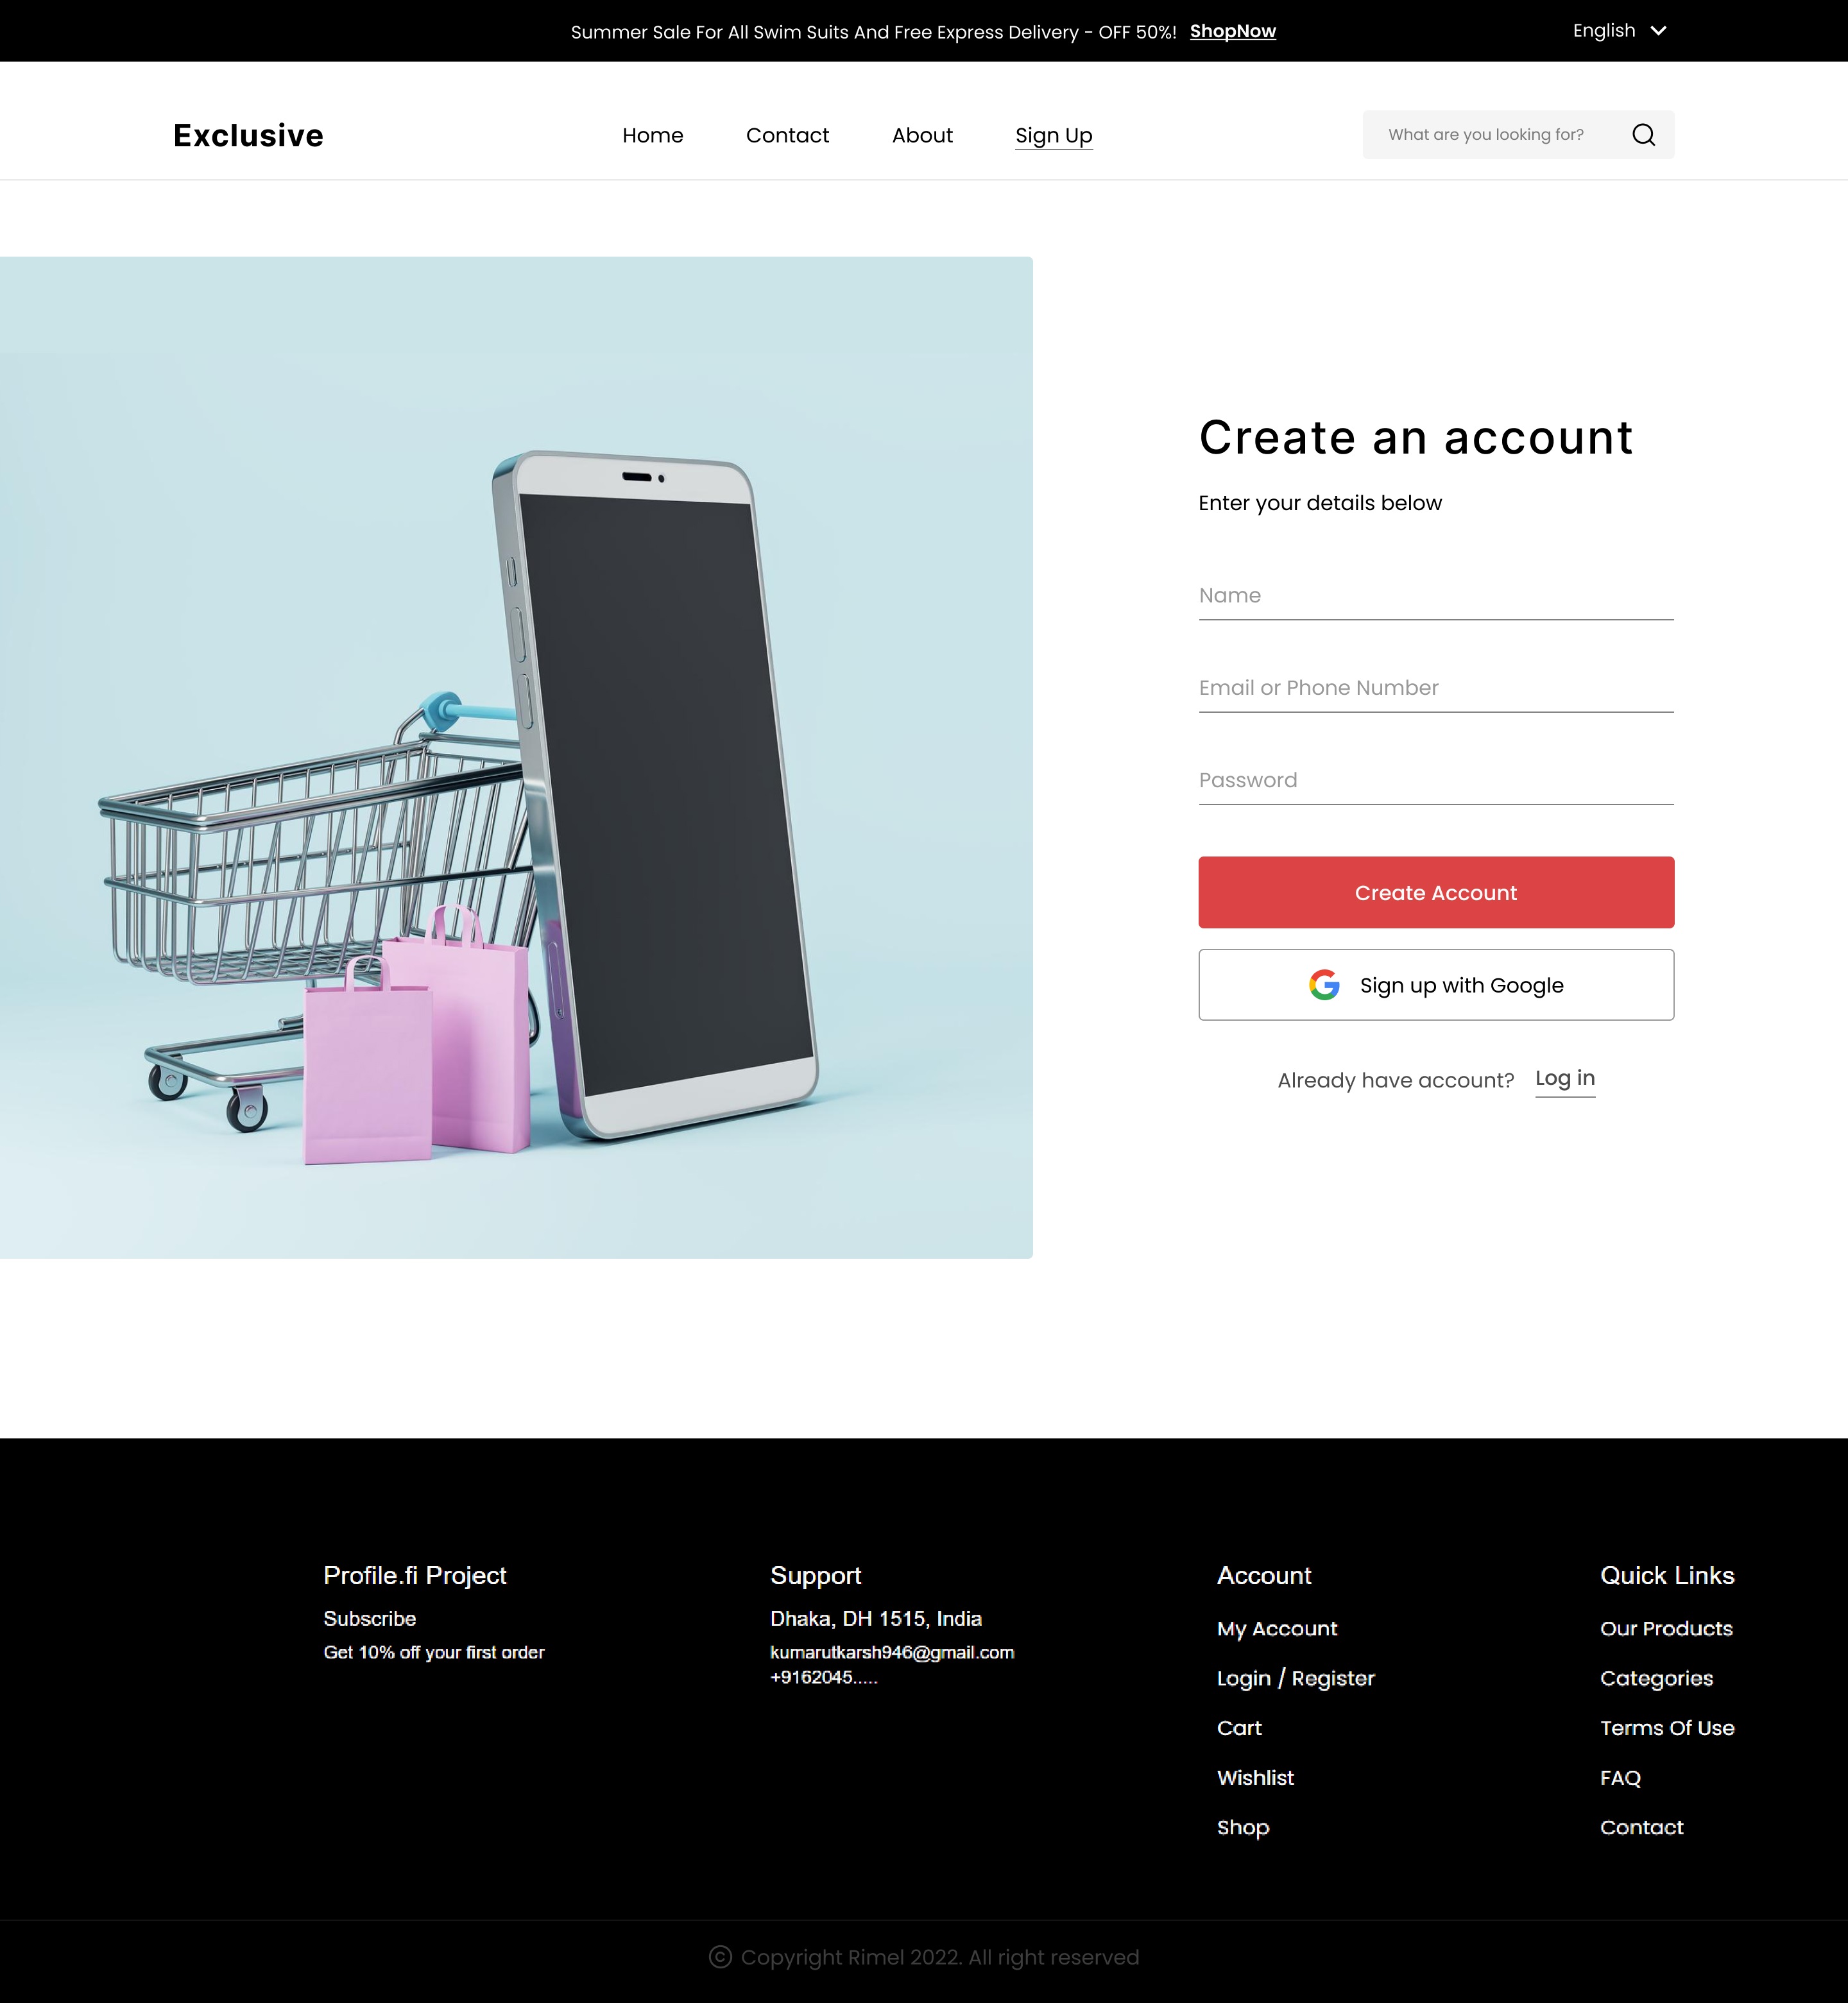 Summer Sale For All Swim Suits And Free Express Delivery - OFF 50%! ShopNow
English
Exclusive
Home Contact About Sign Up
What are you looking for?
Create an account
Enter your details below
Name
Email or Phone Number
Password
Create Account
Sign up with Google
Already have account? Log in
Profile.fi Project
Subscribe
Get 10% off your first order
Support
Dhaka, DH 1515, India
kumarutkarsh946@gmail.com
+9162045.....
Account
My Account
Login / Register
Cart
Wishlist
Shop
Quick Links
Our Products
Categories
Terms Of Use
FAQ
Contact
© Copyright Rimel 2022. All right reserved